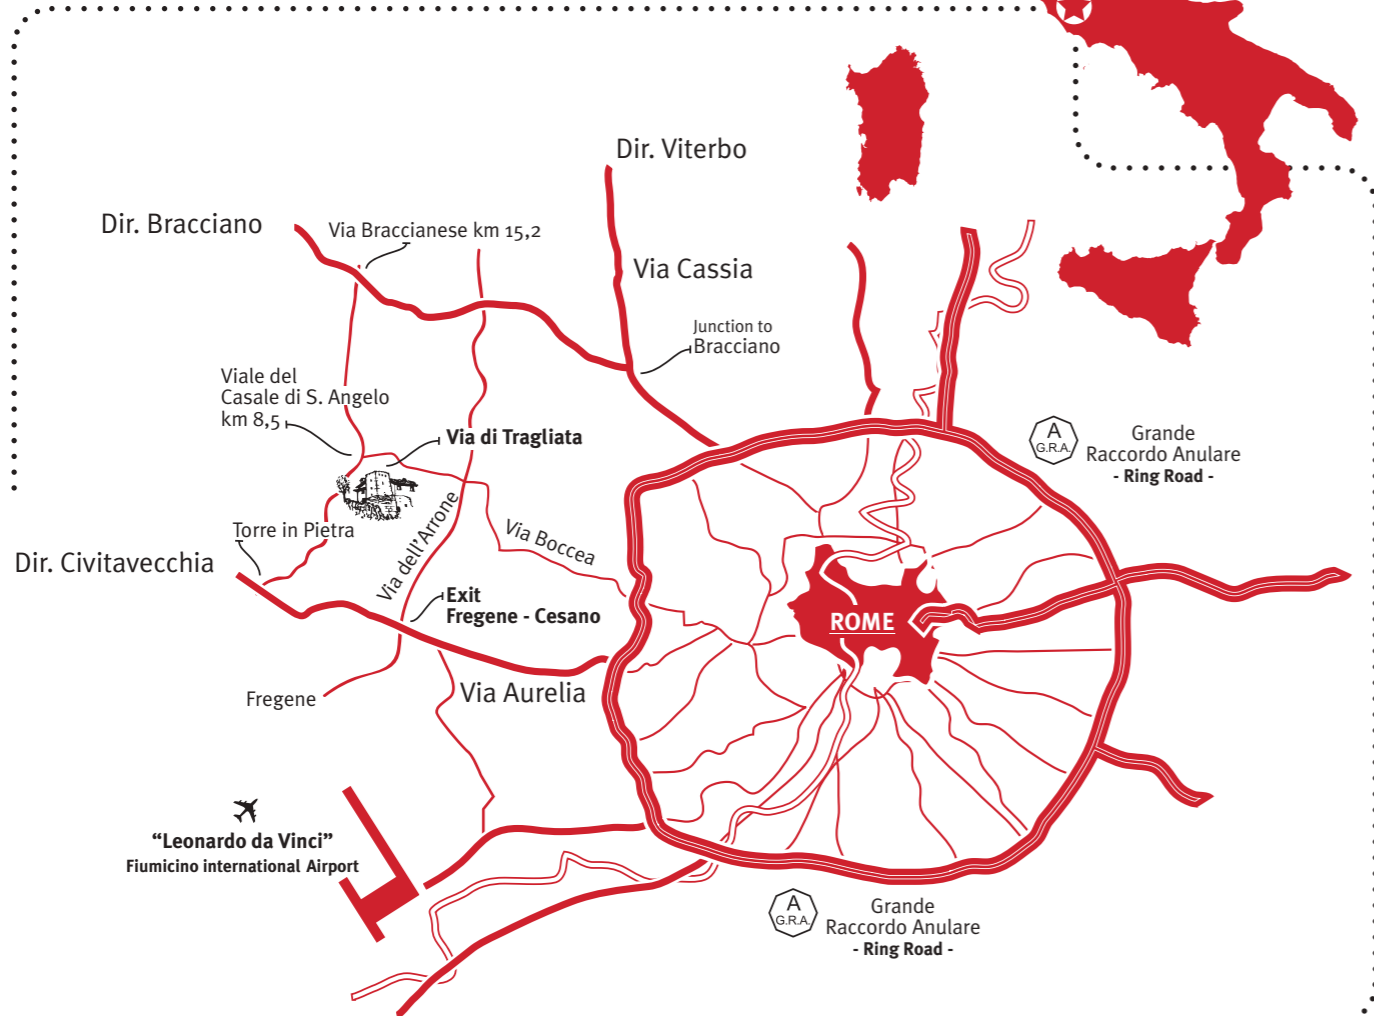 Dir. Viterbo
Dir. Bracciano
Via Braccianese km 15,2
Via Cassia
Junction to
Bracciano
Viale del
Casale di S. Angelo
km 8,5
Via di Tragliata
A
G.R.A.
Grande
Raccordo Anulare
- Ring Road -
Torre in Pietra
Via dell'Arrone
Via Boccea
Dir. Civitavecchia
Exit
Fregene - Cesano
ROME
Fregene
Via Aurelia
“Leonardo da Vinci”
Fiumicino international Airport
A
G.R.A.
Grande
Raccordo Anulare
- Ring Road -